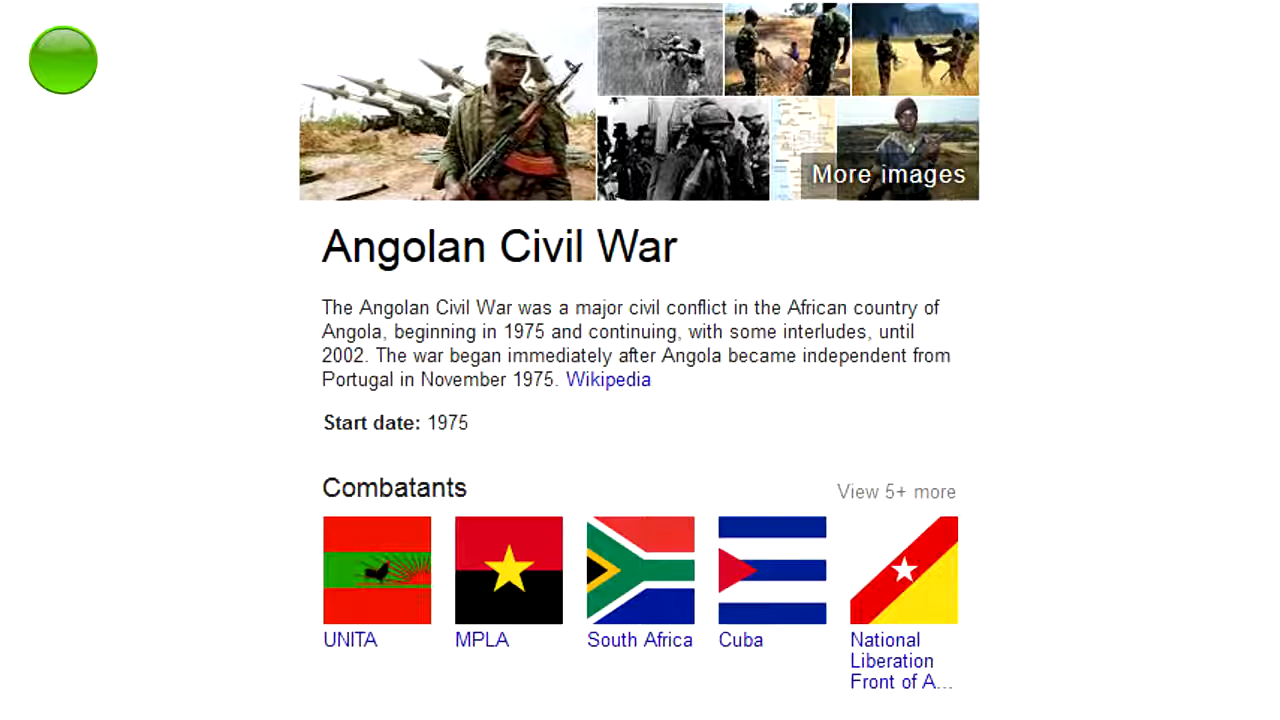 More images
Angolan Civil War
The Angolan Civil War was a major civil conflict in the African country of
Angola, beginning in 1975 and continuing, with some interludes, until
2002. The war began immediately after Angola became independent from
Portugal in November 1975. Wikipedia
Start date: 1975
Combatants
View 5+ more
UNITA
MPLA
South Africa
Cuba
National
Liberation
Front of A...